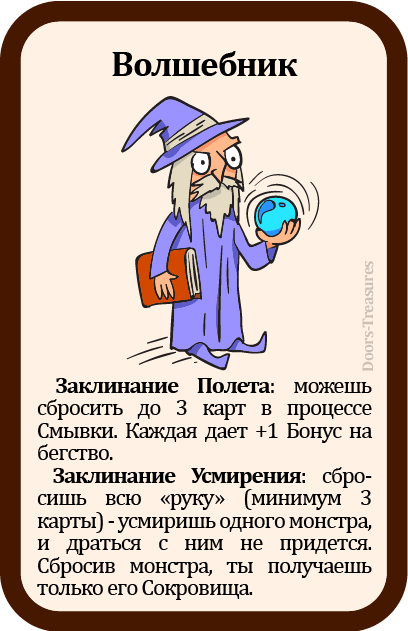 Волшебник
Doors-Treasures
Заклинание Полета: можешь
сбросить до 3 карт в процессе
Смывки. Каждая дает +1 Бонус на
бегство.
Заклинание Усмирения: сбро-
сишь всю «руку» (минимум 3
карты) - усмиришь одного монстра,
и драться с ним не придется.
Сбросив монстра, ты получаешь
только его Сокровища.